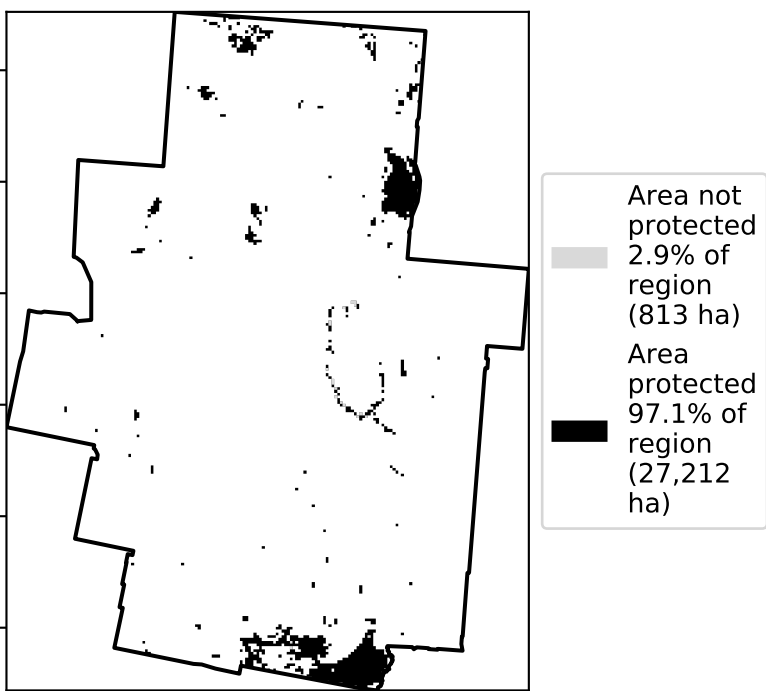 Area not
protected
2.9% of
region
(813 ha)
Area
protected
97.1% of
region
(27,212
ha)